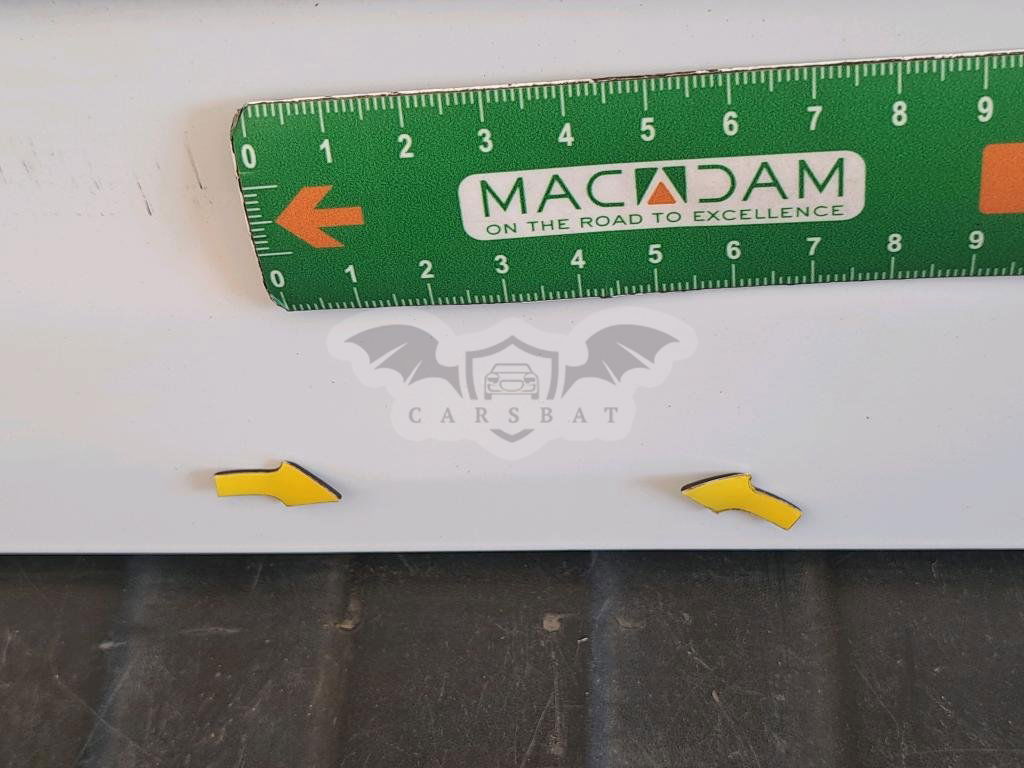 0 1 2 3 4 5 6 7 8 9
MACADAM
ON THE ROAD TO EXCELLENCE
0 1 2 3 4 5 6 7 8 9
CARSBAT